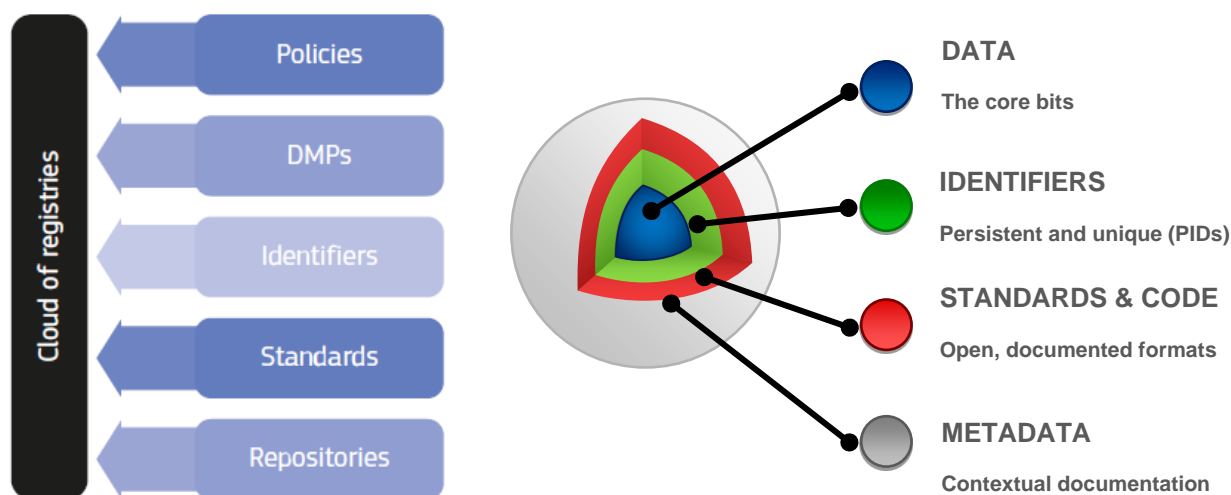 Cloud of registries
Policies
DMPs
Identifiers
Standards
Repositories
DATA
The core bits
IDENTIFIERS
Persistent and unique (PIDs)
STANDARDS & CODE
Open, documented formats
METADATA
Contextual documentation